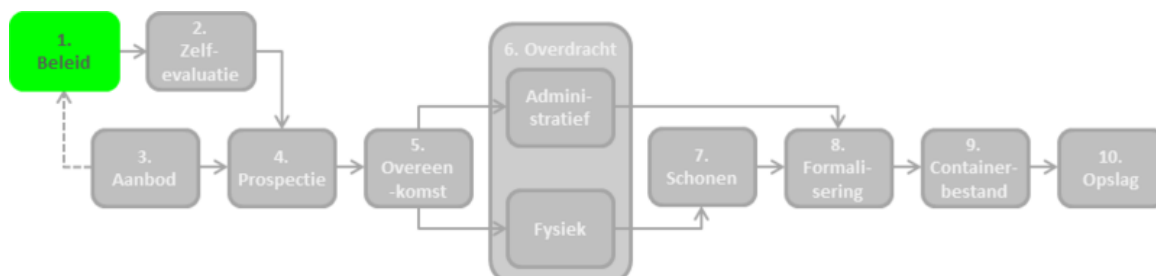 1.
Beleid
2.
Zelf-
evaluatie
3.
Aanbod
4.
Prospectie
5.
Overeen
-komst
6. Overdracht
Admini-
stratief
Fysiek
7.
Schonen
8.
Formali-
sering
9.
Container-
bestand
10.
Opslag